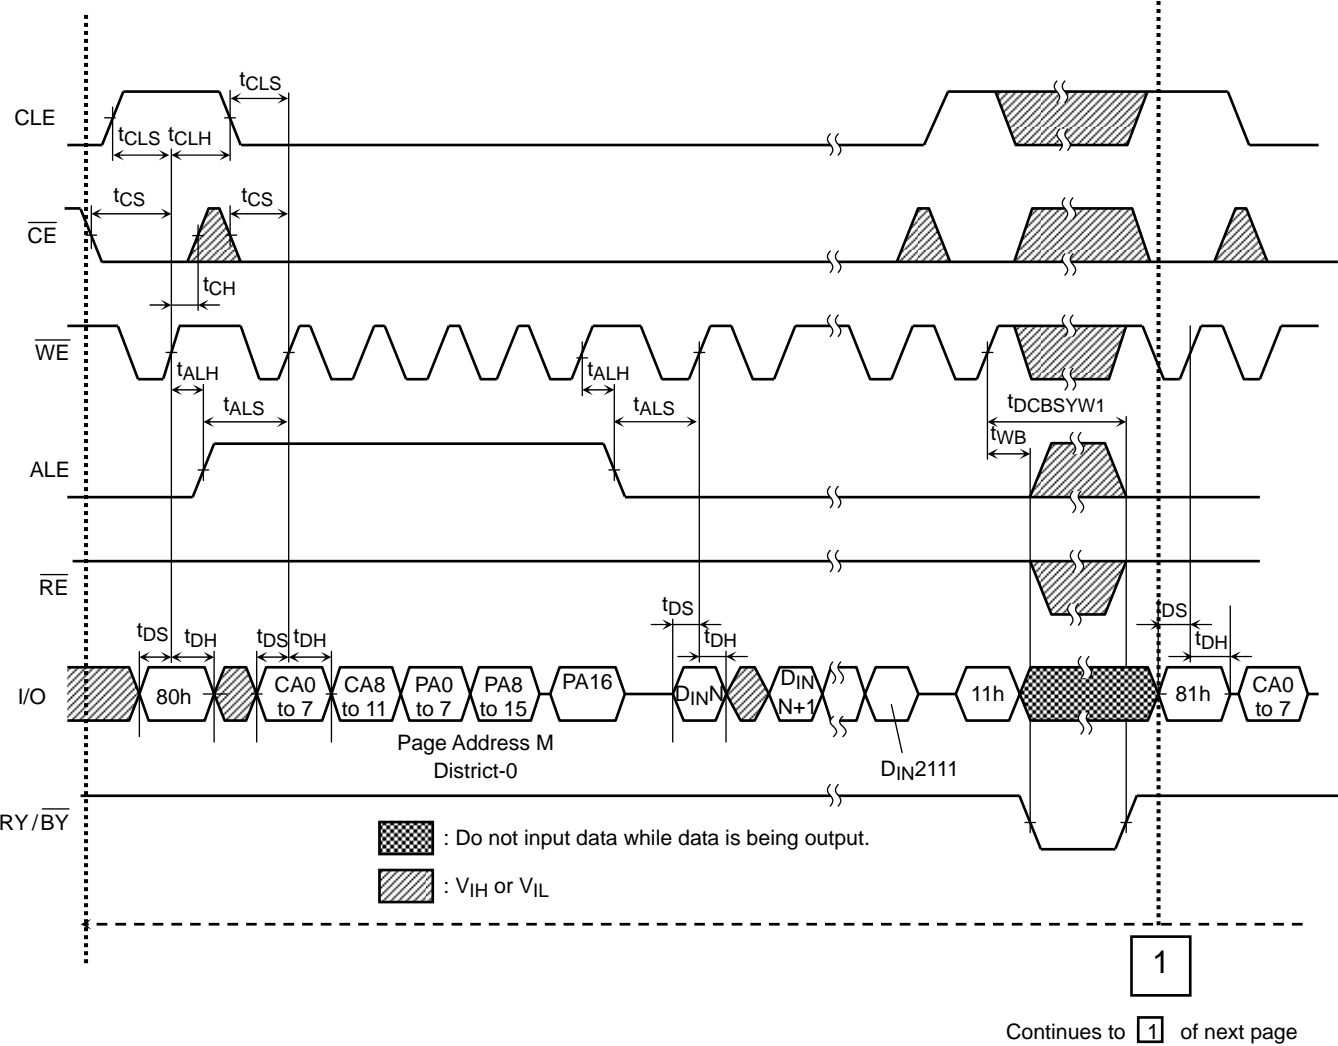 tCLS
CLE
tCLS tCLH
tCS tCS
CE
tCH
WE
tALH tALH
tALS tALS
tDCBSYW1
tWB
ALE
RE
tDS tDH tDS tDH tDS tDH DS tDH
I/O 80h CA0 to 7 CA8 to 11 PA0 to 7 PA8 to 15 PA16 DINN DIN N+1 11h 81h CA0 to 7
Page Address M
District-0
DIN2111
RY/BY
: Do not input data while data is being output.
: VIH or VIL
1
Continues to 1 of next page